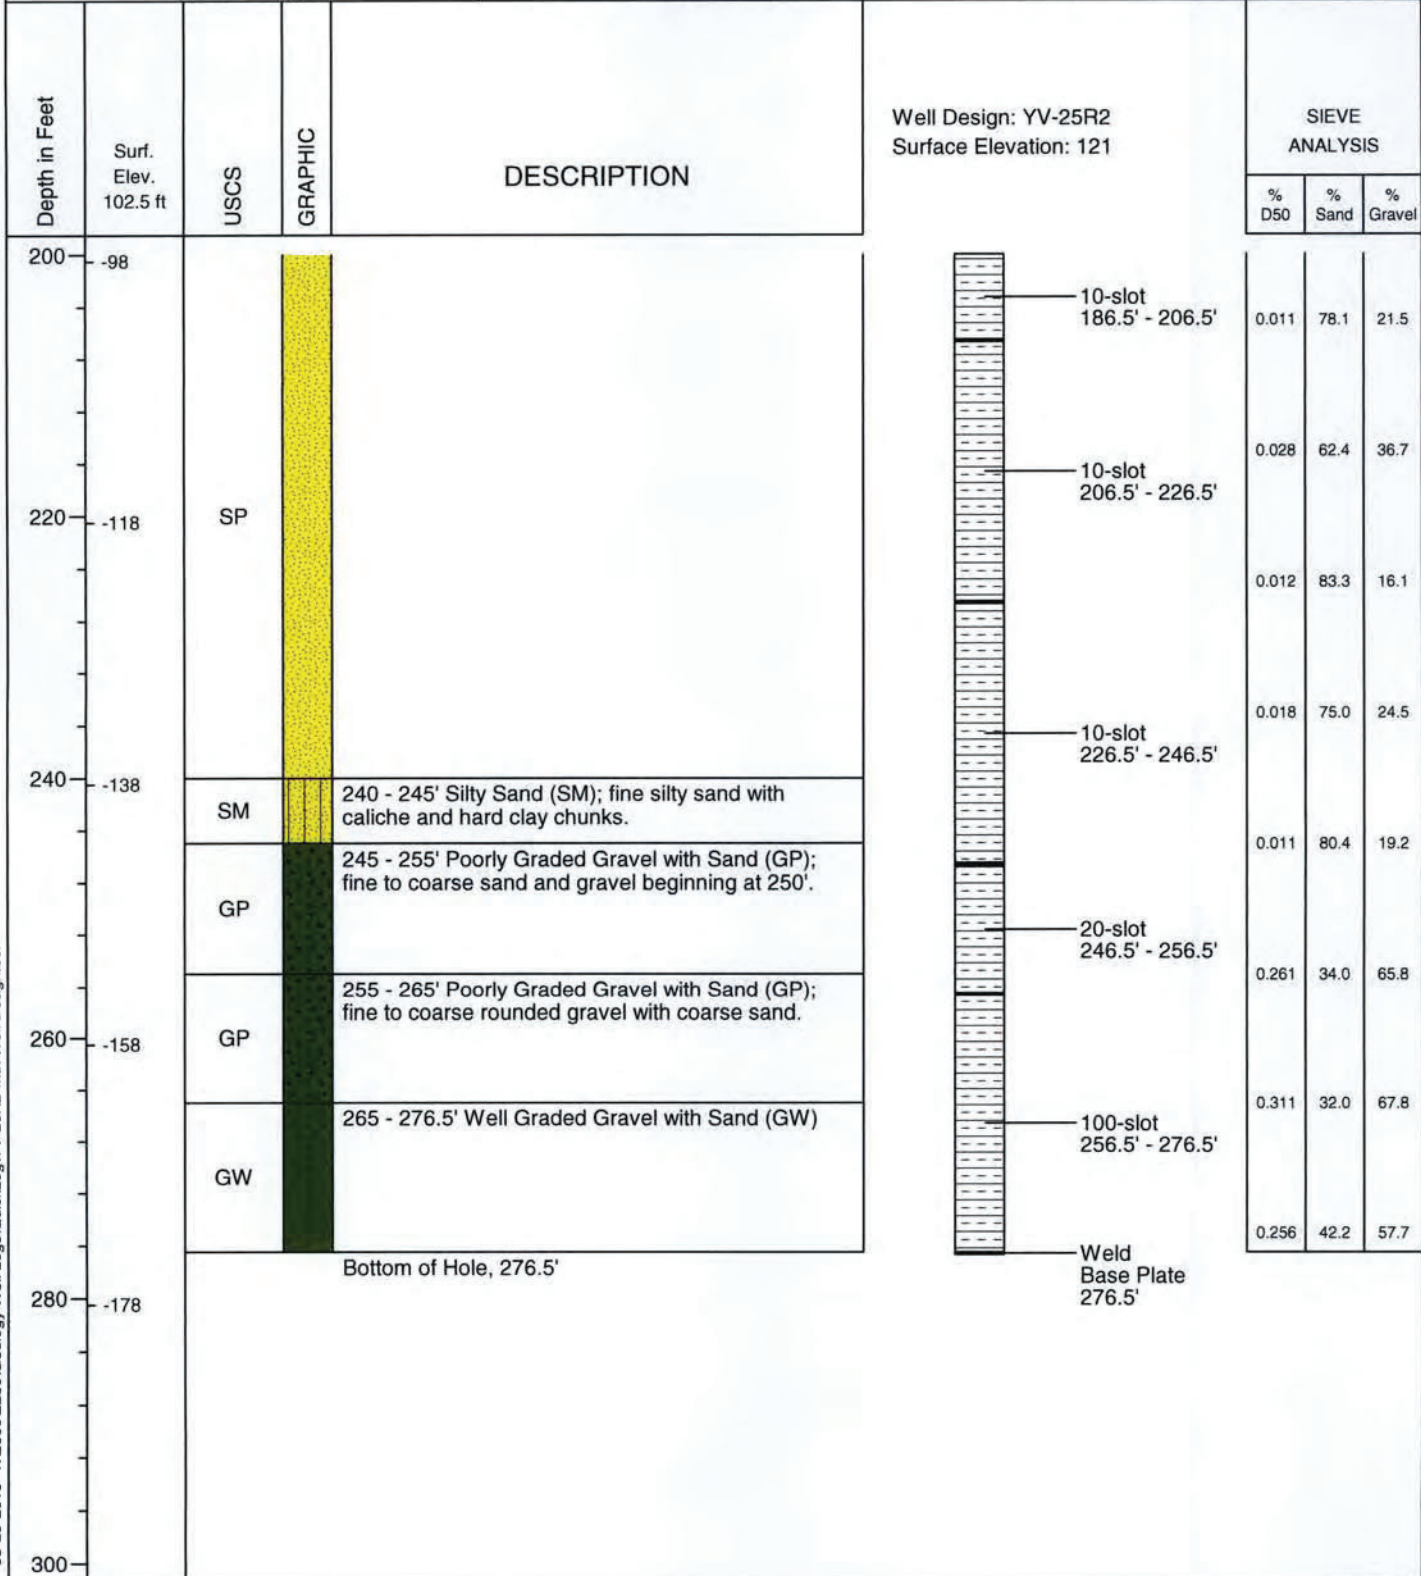 Depth in Feet
Surf.
Elev.
102.5 ft
USCS
GRAPHIC
DESCRIPTION
Well Design: YV-25R2
Surface Elevation: 121
SIEVE
ANALYSIS
%
D50
%
Sand
%
Gravel
200
-98
10-slot
186.5' - 206.5'
0.011 78.1 21.5
0.028 62.4 36.7
10-slot
206.5' - 226.5'
220
-118
SP
0.012 83.3 16.1
0.018 75.0 24.5
10-slot
226.5' - 246.5'
240
-138
SM
240 - 245' Silty Sand (SM); fine silty sand with
caliche and hard clay chunks.
0.011 80.4 19.2
245 - 255' Poorly Graded Gravel with Sand (GP);
fine to coarse sand and gravel beginning at 250'.
GP
20-slot
246.5' - 256.5'
0.261 34.0 65.8
255 - 265' Poorly Graded Gravel with Sand (GP);
fine to coarse rounded gravel with coarse sand.
GP
260
-158
0.311 32.0 67.8
265 - 276.5' Well Graded Gravel with Sand (GW)
100-slot
256.5' - 276.5'
GW
0.256 42.2 57.7
Bottom of Hole, 276.5'
Weld
Base Plate
276.5'
280
-178
300